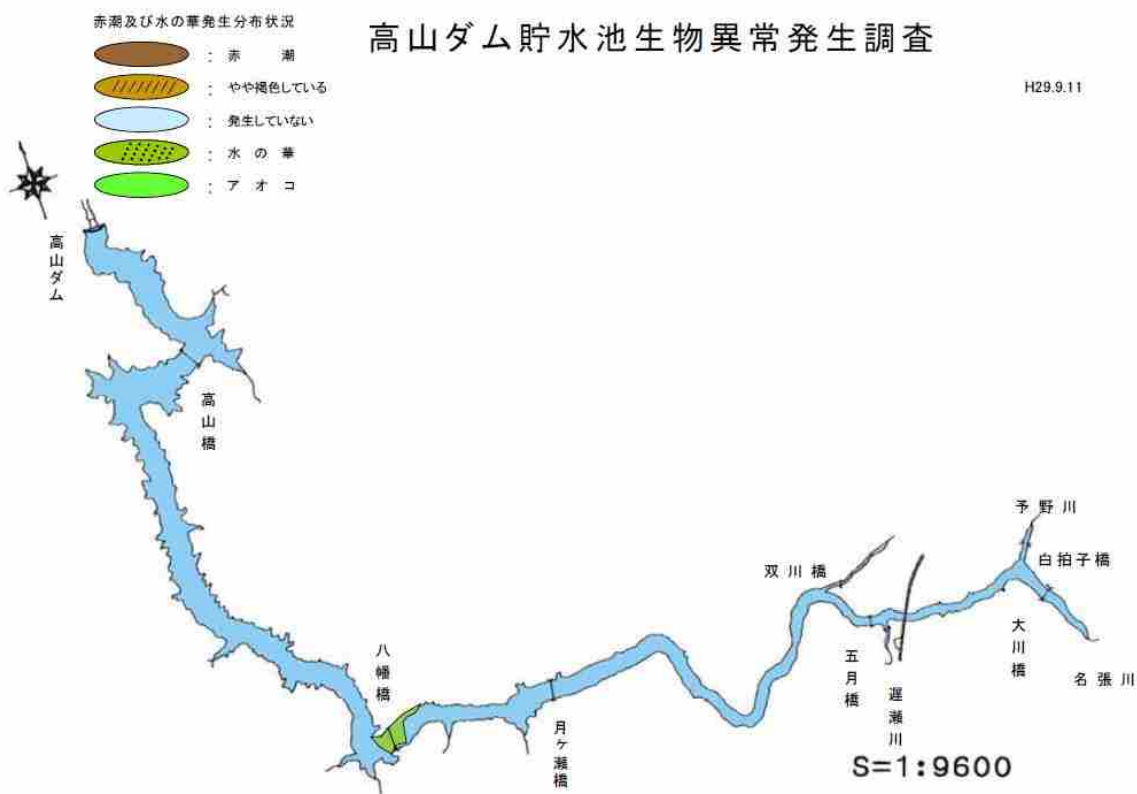 高山ダム貯水池生物異常発生調査
H29.9.11
赤潮及び水の華発生分布状況
： 赤 潮
： やや褐色している
： 発生していない
： 水 の 華
： ア オ コ
高山ダム
高山橋
八幡橋
月ヶ瀬橋
双川橋
五月橋
遅瀬川
予野川
白拍子橋
大川橋
名張川
S=1:9600